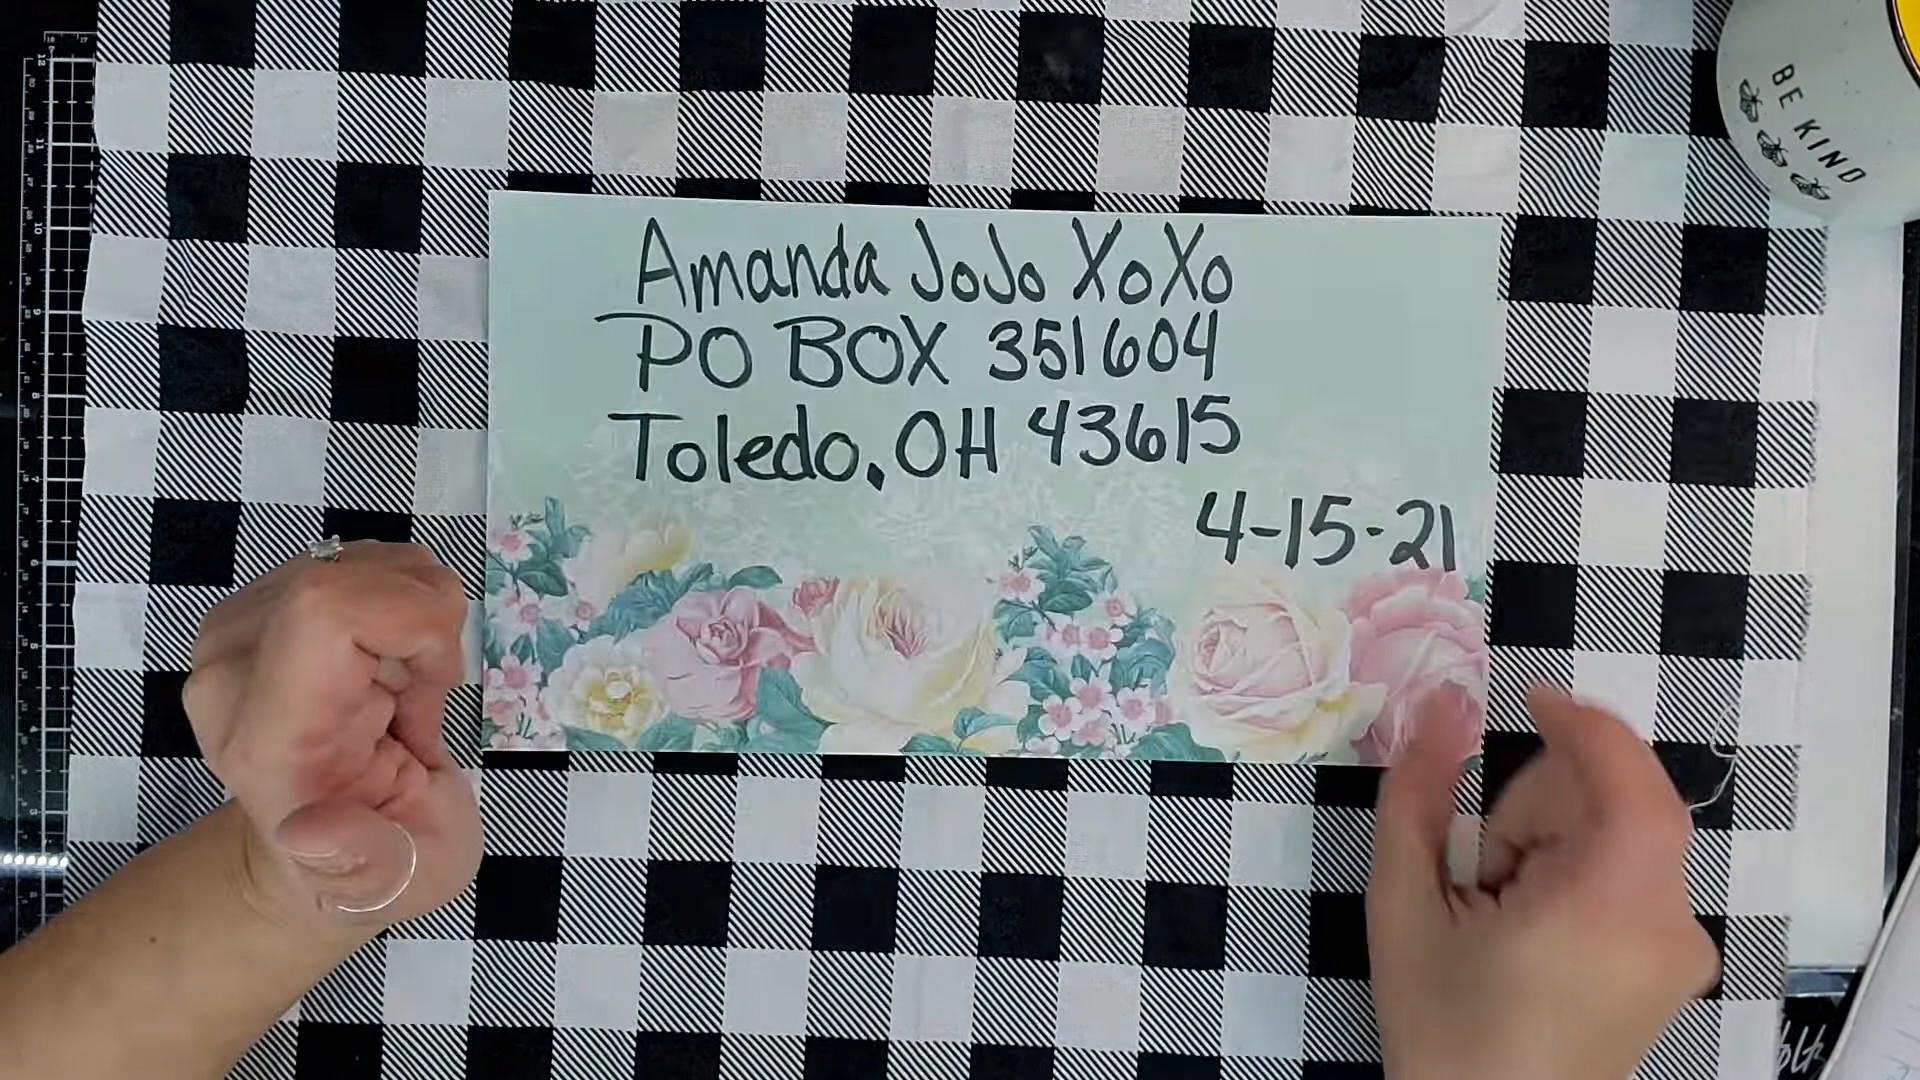 BE KIND
Amanda JoJo XoXo
PO BOX 351604
Toledo, OH 43615
4-15-21